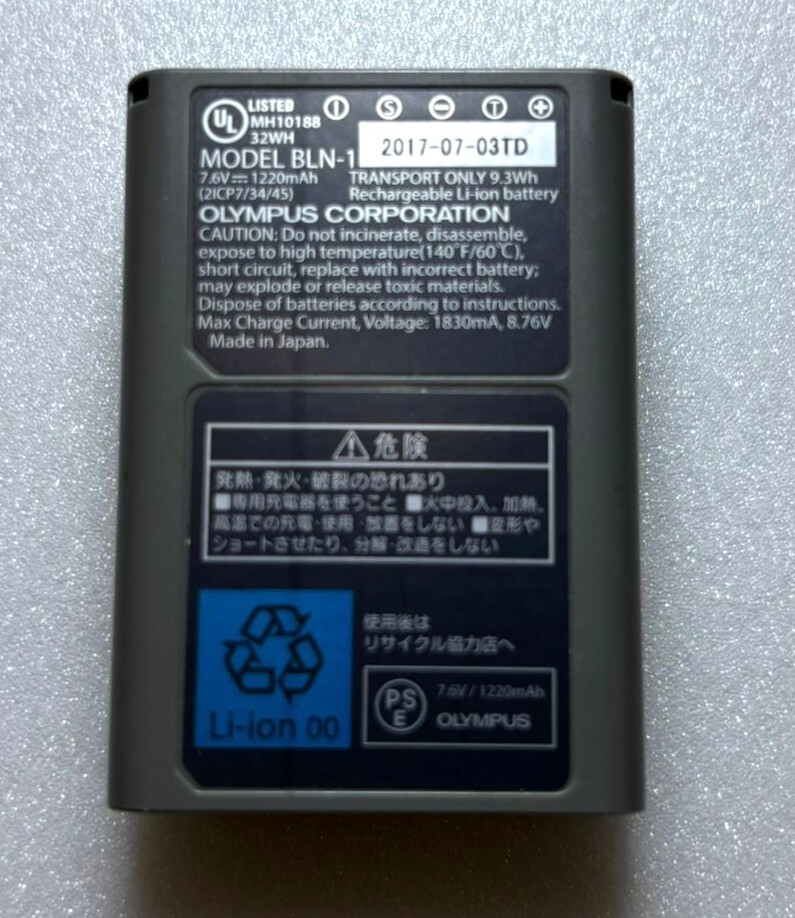 UL LISTED
MH10188
32WH
I S − T +
MODEL BLN-1
2017-07-03TD
7.6V⎓1220mAh TRANSPORT ONLY 9.3Wh
(2ICP7/34/45) Rechargeable Li-ion battery
OLYMPUS CORPORATION
CAUTION: Do not incinerate, disassemble,
expose to high temperature(140°F/60℃),
short circuit, replace with incorrect battery;
may explode or release toxic materials.
Dispose of batteries according to instructions.
Max Charge Current, Voltage: 1830mA, 8.76V
Made in Japan.
⚠危険
発熱・発火・破裂の恐れあり
■専用充電器を使うこと ■火中投入、加熱、
高温での充電・使用・放置をしない ■変形や
ショートさせたり、分解・改造をしない
使用後は
リサイクル協力店へ
Li-ion 00
PS
E
7.6V / 1220mAh
OLYMPUS